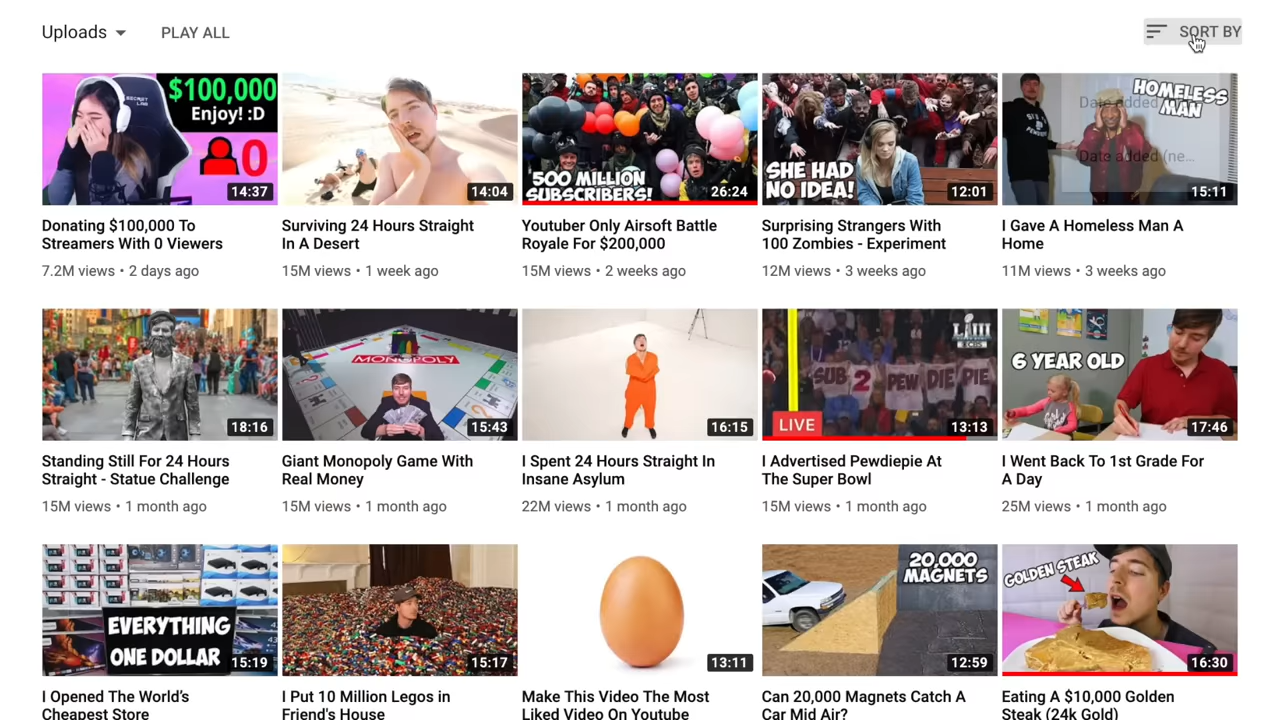 Uploads PLAY ALL SORT BY
SECRET LAB
$100,000
Enjoy! :D
0
14:37
14:04
500 MILLION
SUBSCRIBERS!
26:24
SHE HAD
NO IDEA!
12:01
HOMELESS
MAN
Date added
Date added (ne...
15:11
Donating $100,000 To
Streamers With 0 Viewers
7.2M views • 2 days ago
Surviving 24 Hours Straight
In A Desert
15M views • 1 week ago
Youtuber Only Airsoft Battle
Royale For $200,000
15M views • 2 weeks ago
Surprising Strangers With
100 Zombies - Experiment
12M views • 3 weeks ago
I Gave A Homeless Man A
Home
11M views • 3 weeks ago
18:16
MONOPOLY
15:43
16:15
LIII
SUB 2 PEW DIE PIE
LIVE
13:13
6 YEAR OLD
17:46
Standing Still For 24 Hours
Straight - Statue Challenge
15M views • 1 month ago
Giant Monopoly Game With
Real Money
15M views • 1 month ago
I Spent 24 Hours Straight In
Insane Asylum
22M views • 1 month ago
I Advertised Pewdiepie At
The Super Bowl
15M views • 1 month ago
I Went Back To 1st Grade For
A Day
25M views • 1 month ago
EVERYTHING
ONE DOLLAR
15:19
15:17
13:11
20,000
MAGNETS
12:59
GOLDEN STEAK
16:30
I Opened The World's
Cheapest Store
I Put 10 Million Legos in
Friend's House
Make This Video The Most
Liked Video On Youtube
Can 20,000 Magnets Catch A
Car Mid Air?
Eating A $10,000 Golden
Steak (24k Gold)